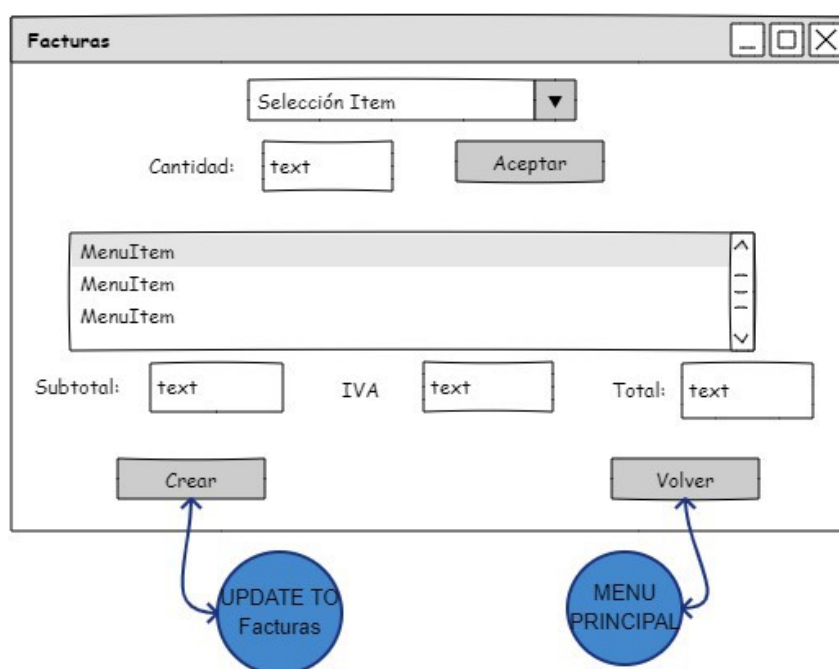 Facturas
Selección Item
Cantidad: text Aceptar
MenuItem
MenuItem
MenuItem
Subtotal: text IVA text Total: text
Crear Volver
UPDATE TO
Facturas
MENU
PRINCIPAL